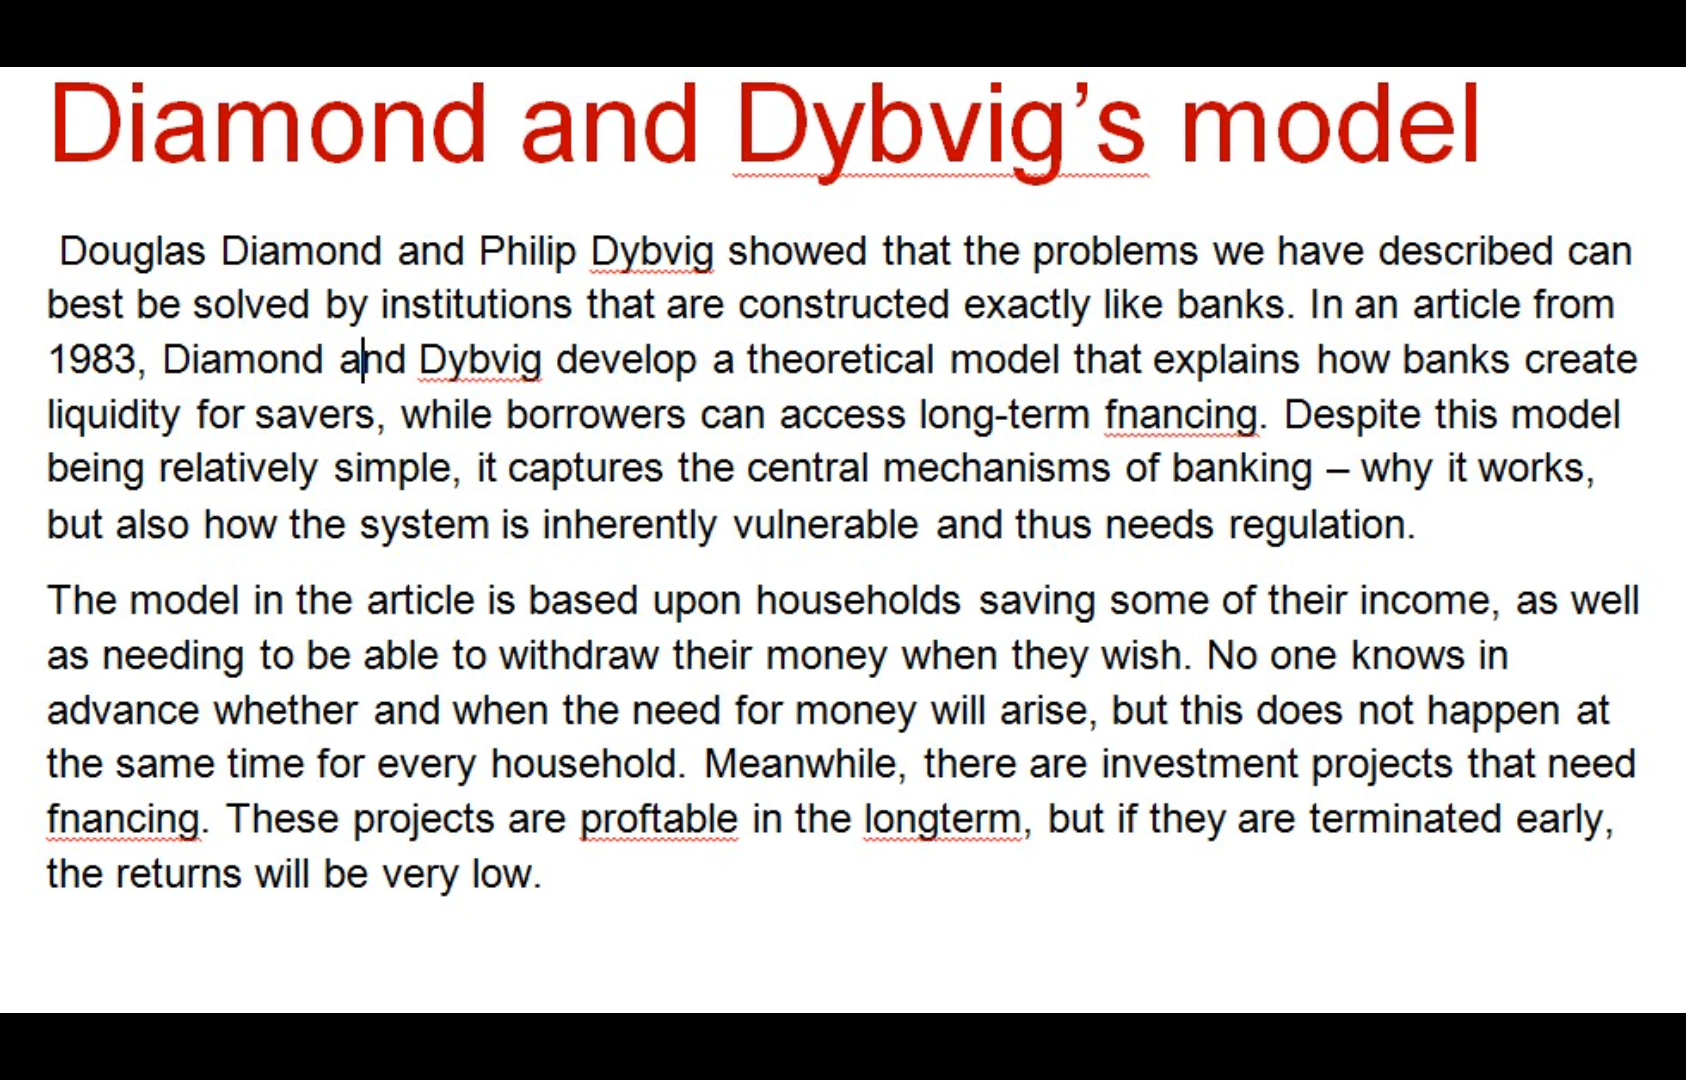 Diamond and Dybvig’s model
Douglas Diamond and Philip Dybvig showed that the problems we have described can
best be solved by institutions that are constructed exactly like banks. In an article from
1983, Diamond and Dybvig develop a theoretical model that explains how banks create
liquidity for savers, while borrowers can access long-term fnancing. Despite this model
being relatively simple, it captures the central mechanisms of banking – why it works,
but also how the system is inherently vulnerable and thus needs regulation.
The model in the article is based upon households saving some of their income, as well
as needing to be able to withdraw their money when they wish. No one knows in
advance whether and when the need for money will arise, but this does not happen at
the same time for every household. Meanwhile, there are investment projects that need
fnancing. These projects are proftable in the longterm, but if they are terminated early,
the returns will be very low.